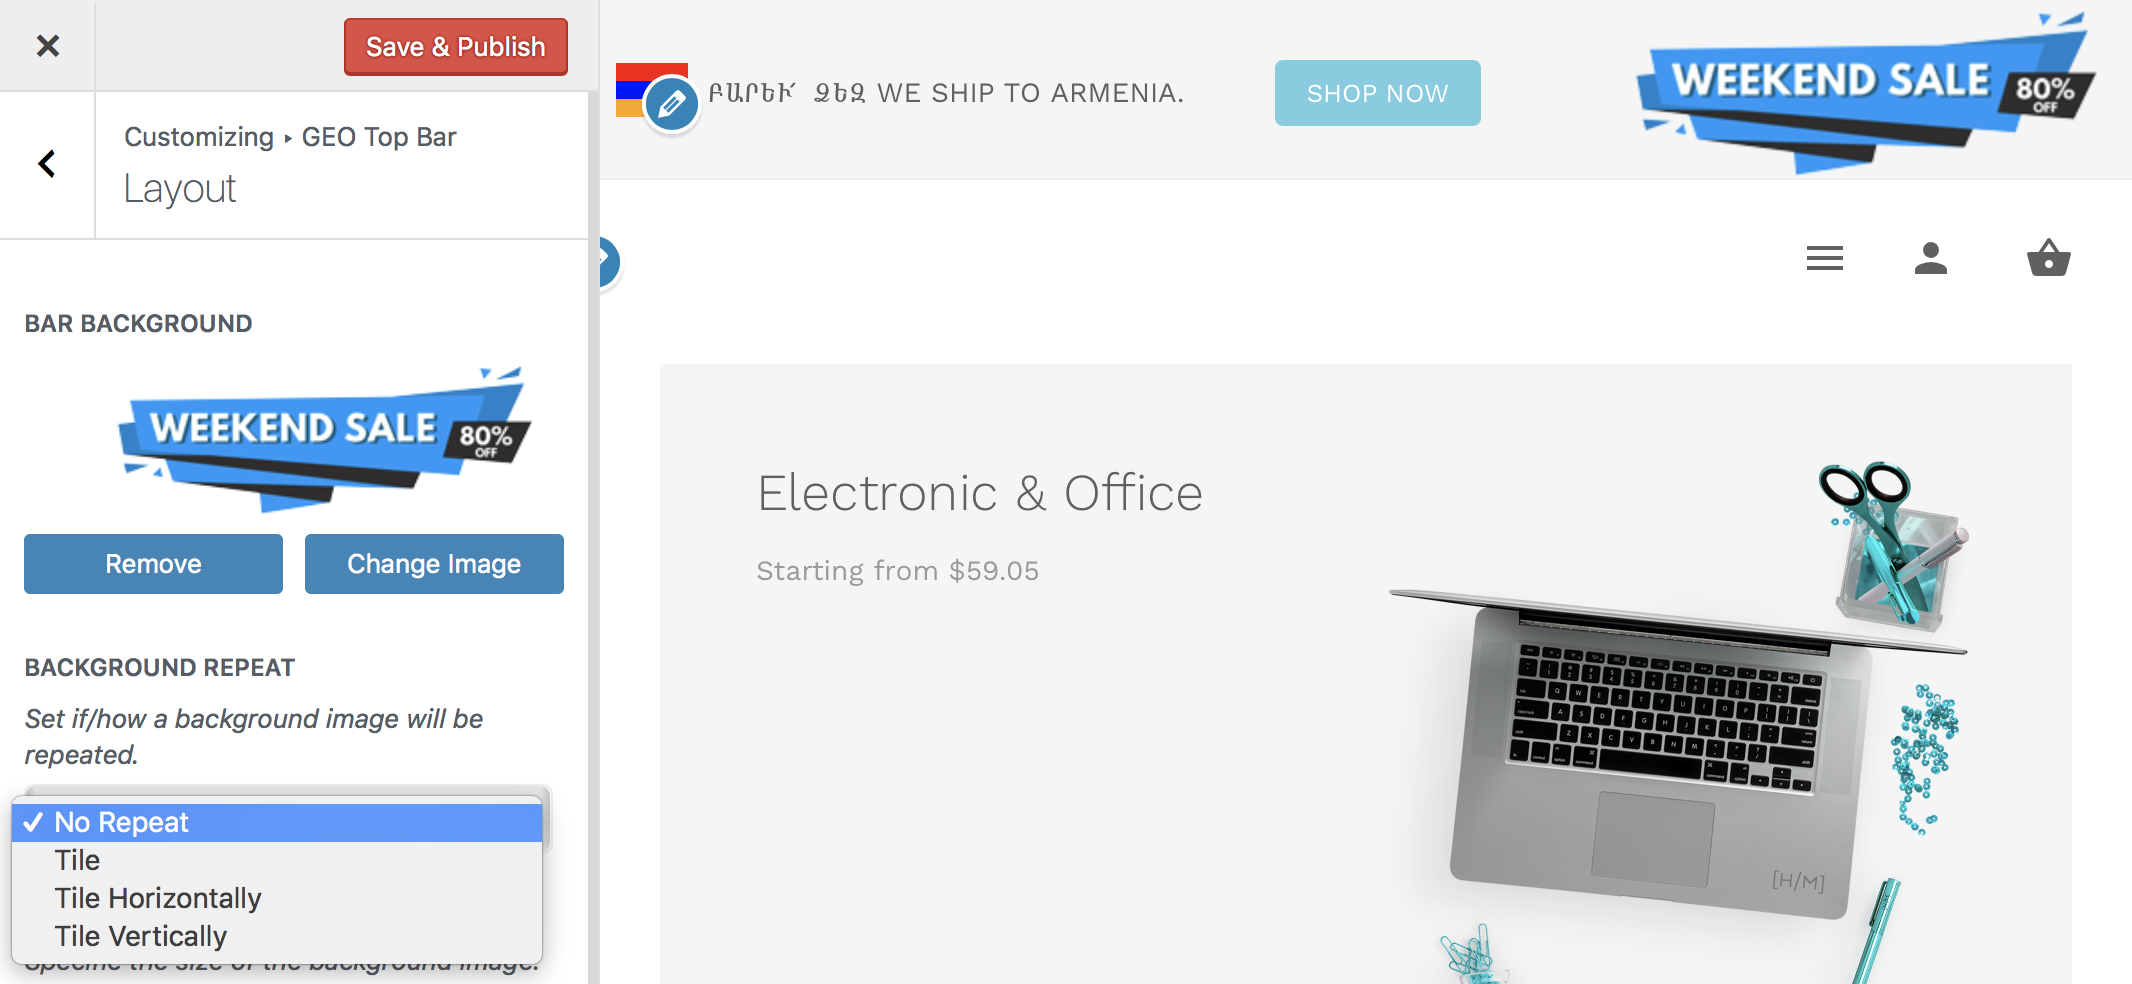 Save & Publish
Customizing ▸ GEO Top Bar
Layout
BAR BACKGROUND
WEEKEND SALE
80%
OFF
Remove
Change Image
BACKGROUND REPEAT
Set if/how a background image will be
repeated.
✓ No Repeat
Tile
Tile Horizontally
Tile Vertically
Specifie the size of the background image.
ԲԱՐԵՒ ՁԵԶ WE SHIP TO ARMENIA.
SHOP NOW
WEEKEND SALE
80%
OFF
Electronic & Office
Starting from $59.05
[H/M]